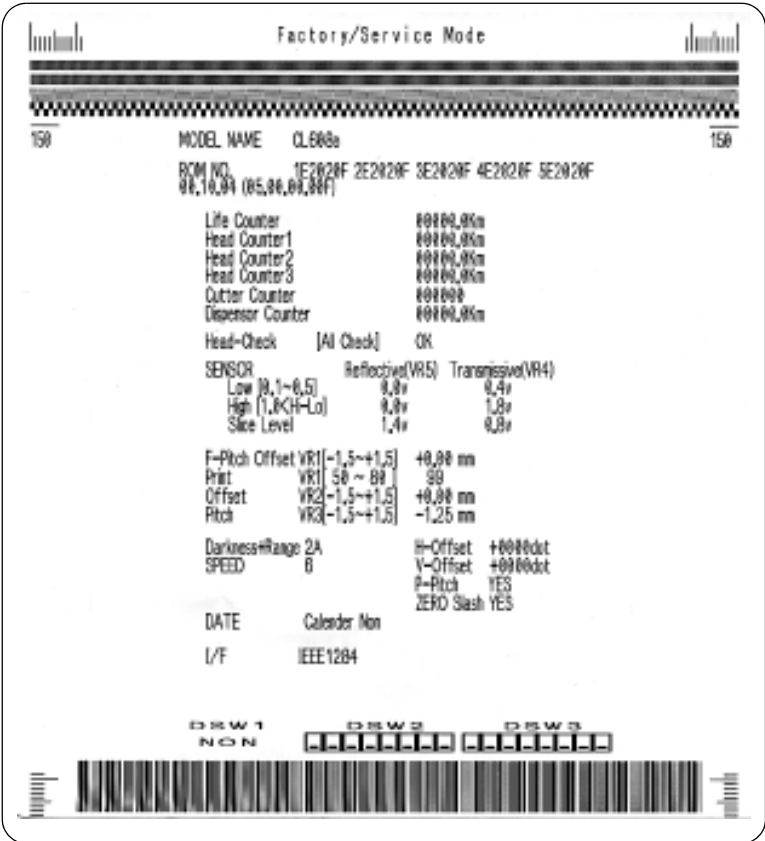 Factory/Service Mode
150 150
MODEL NAME CL608e
ROM NO. 1E2020F 2E2020F 3E2020F 4E2020F 5E2020F
00.10.04 (05.00.00.00F)
Life Counter 00000.0Km
Head Counter1 00000.0Km
Head Counter2 00000.0Km
Head Counter3 00000.0Km
Cutter Counter 000000
Dispensor Counter 00000.0Km
Head-Check [All Check] OK
SENSOR Reflective(VR5) Transmissive(VR4)
Low [0.1~0.5] 0.0v 0.4v
High [1.0<Hi-Lo] 0.0v 1.8v
Slice Level 1.4v 0.8v
F-Pitch Offset VR1[-1.5~+1.5] +0.00 mm
Print VR1[ 50 ~ 80 ] 99
Offset VR2[-1.5~+1.5] +0.00 mm
Pitch VR3[-1.5~+1.5] -1.25 mm
Darkness+Range 2A H-Offset +0000dot
SPEED 6 V-Offset +0000dot
P-Pitch YES
ZERO Slash YES
DATE Calender Non
I/F IEEE1284
DSW1 DSW2 DSW3
NON